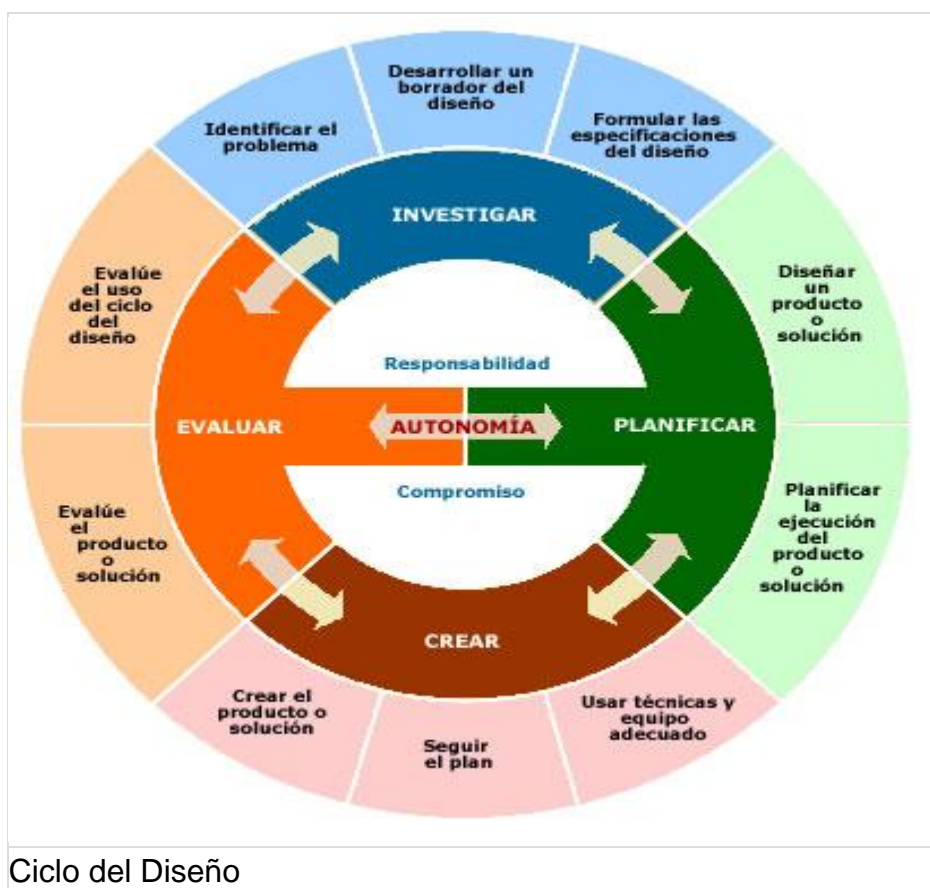 Desarrollar un
borrador del
diseño
Identificar el
problema
Formular las
especificaciones
del diseño
INVESTIGAR
Evalúe
el uso
del ciclo
del
diseño
Diseñar
un
producto
o
solución
Responsabilidad
EVALUAR
AUTONOMÍA
PLANIFICAR
Compromiso
Evalúe
el
producto
o
solución
Planificar
la
ejecución
del
producto
o
solución
CREAR
Crear el
producto o
solución
Seguir
el plan
Usar técnicas y
equipo
adecuado
Ciclo del Diseño